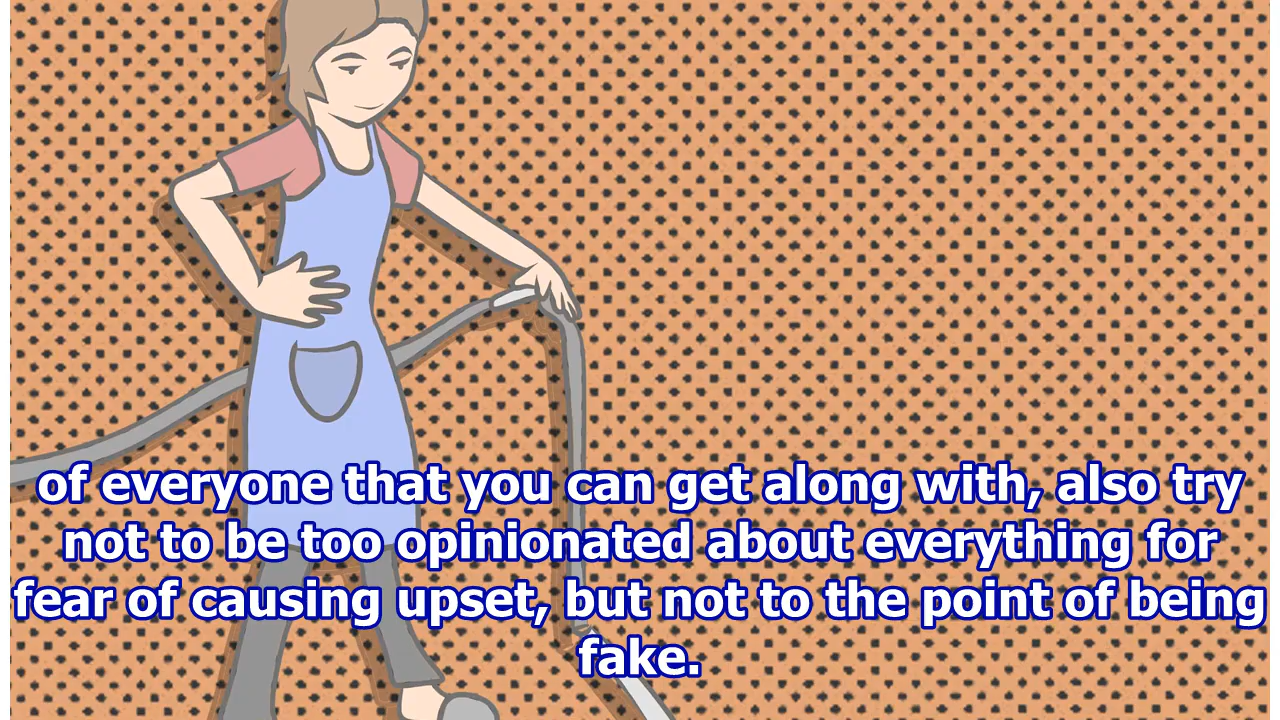 of everyone that you can get along with, also try
not to be too opinionated about everything for
fear of causing upset, but not to the point of being
fake.